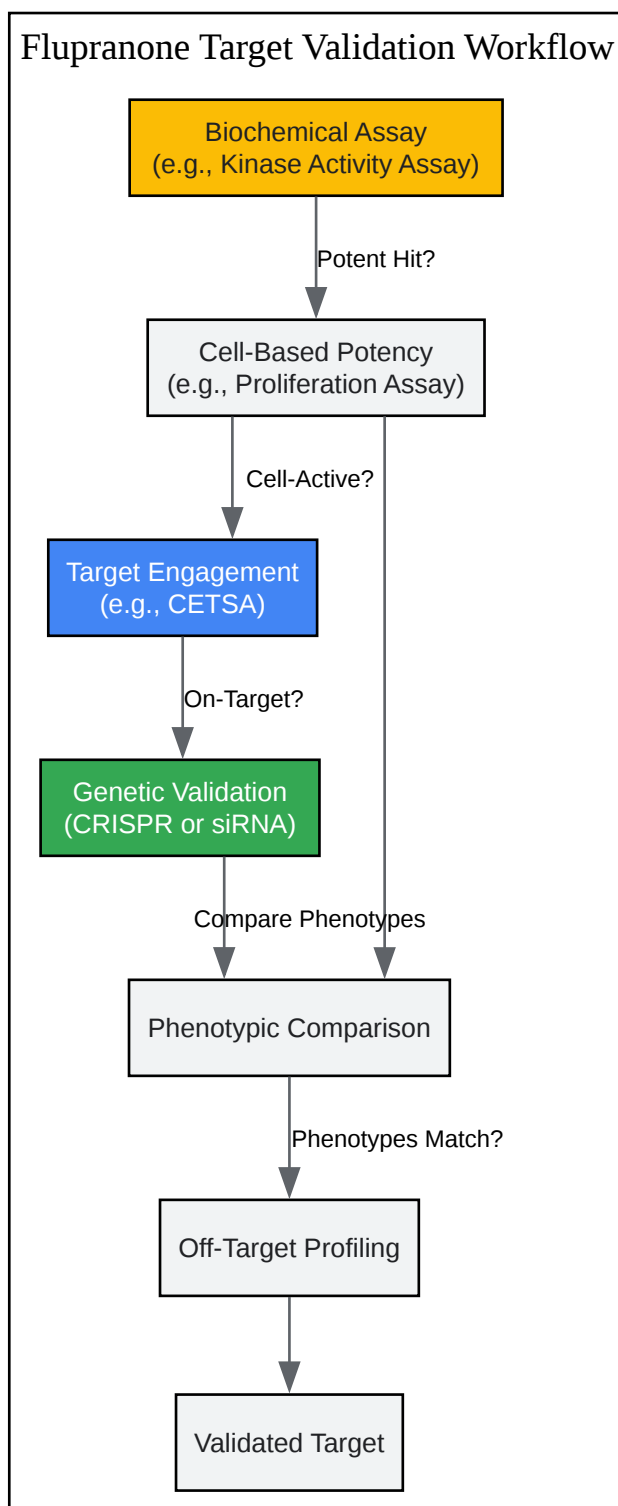 Flupranone Target Validation Workflow
Biochemical Assay
(e.g., Kinase Activity Assay)
Potent Hit?
Cell-Based Potency
(e.g., Proliferation Assay)
Cell-Active?
Target Engagement
(e.g., CETSA)
On-Target?
Genetic Validation
(CRISPR or siRNA)
Compare Phenotypes
Phenotypic Comparison
Phenotypes Match?
Off-Target Profiling
Validated Target